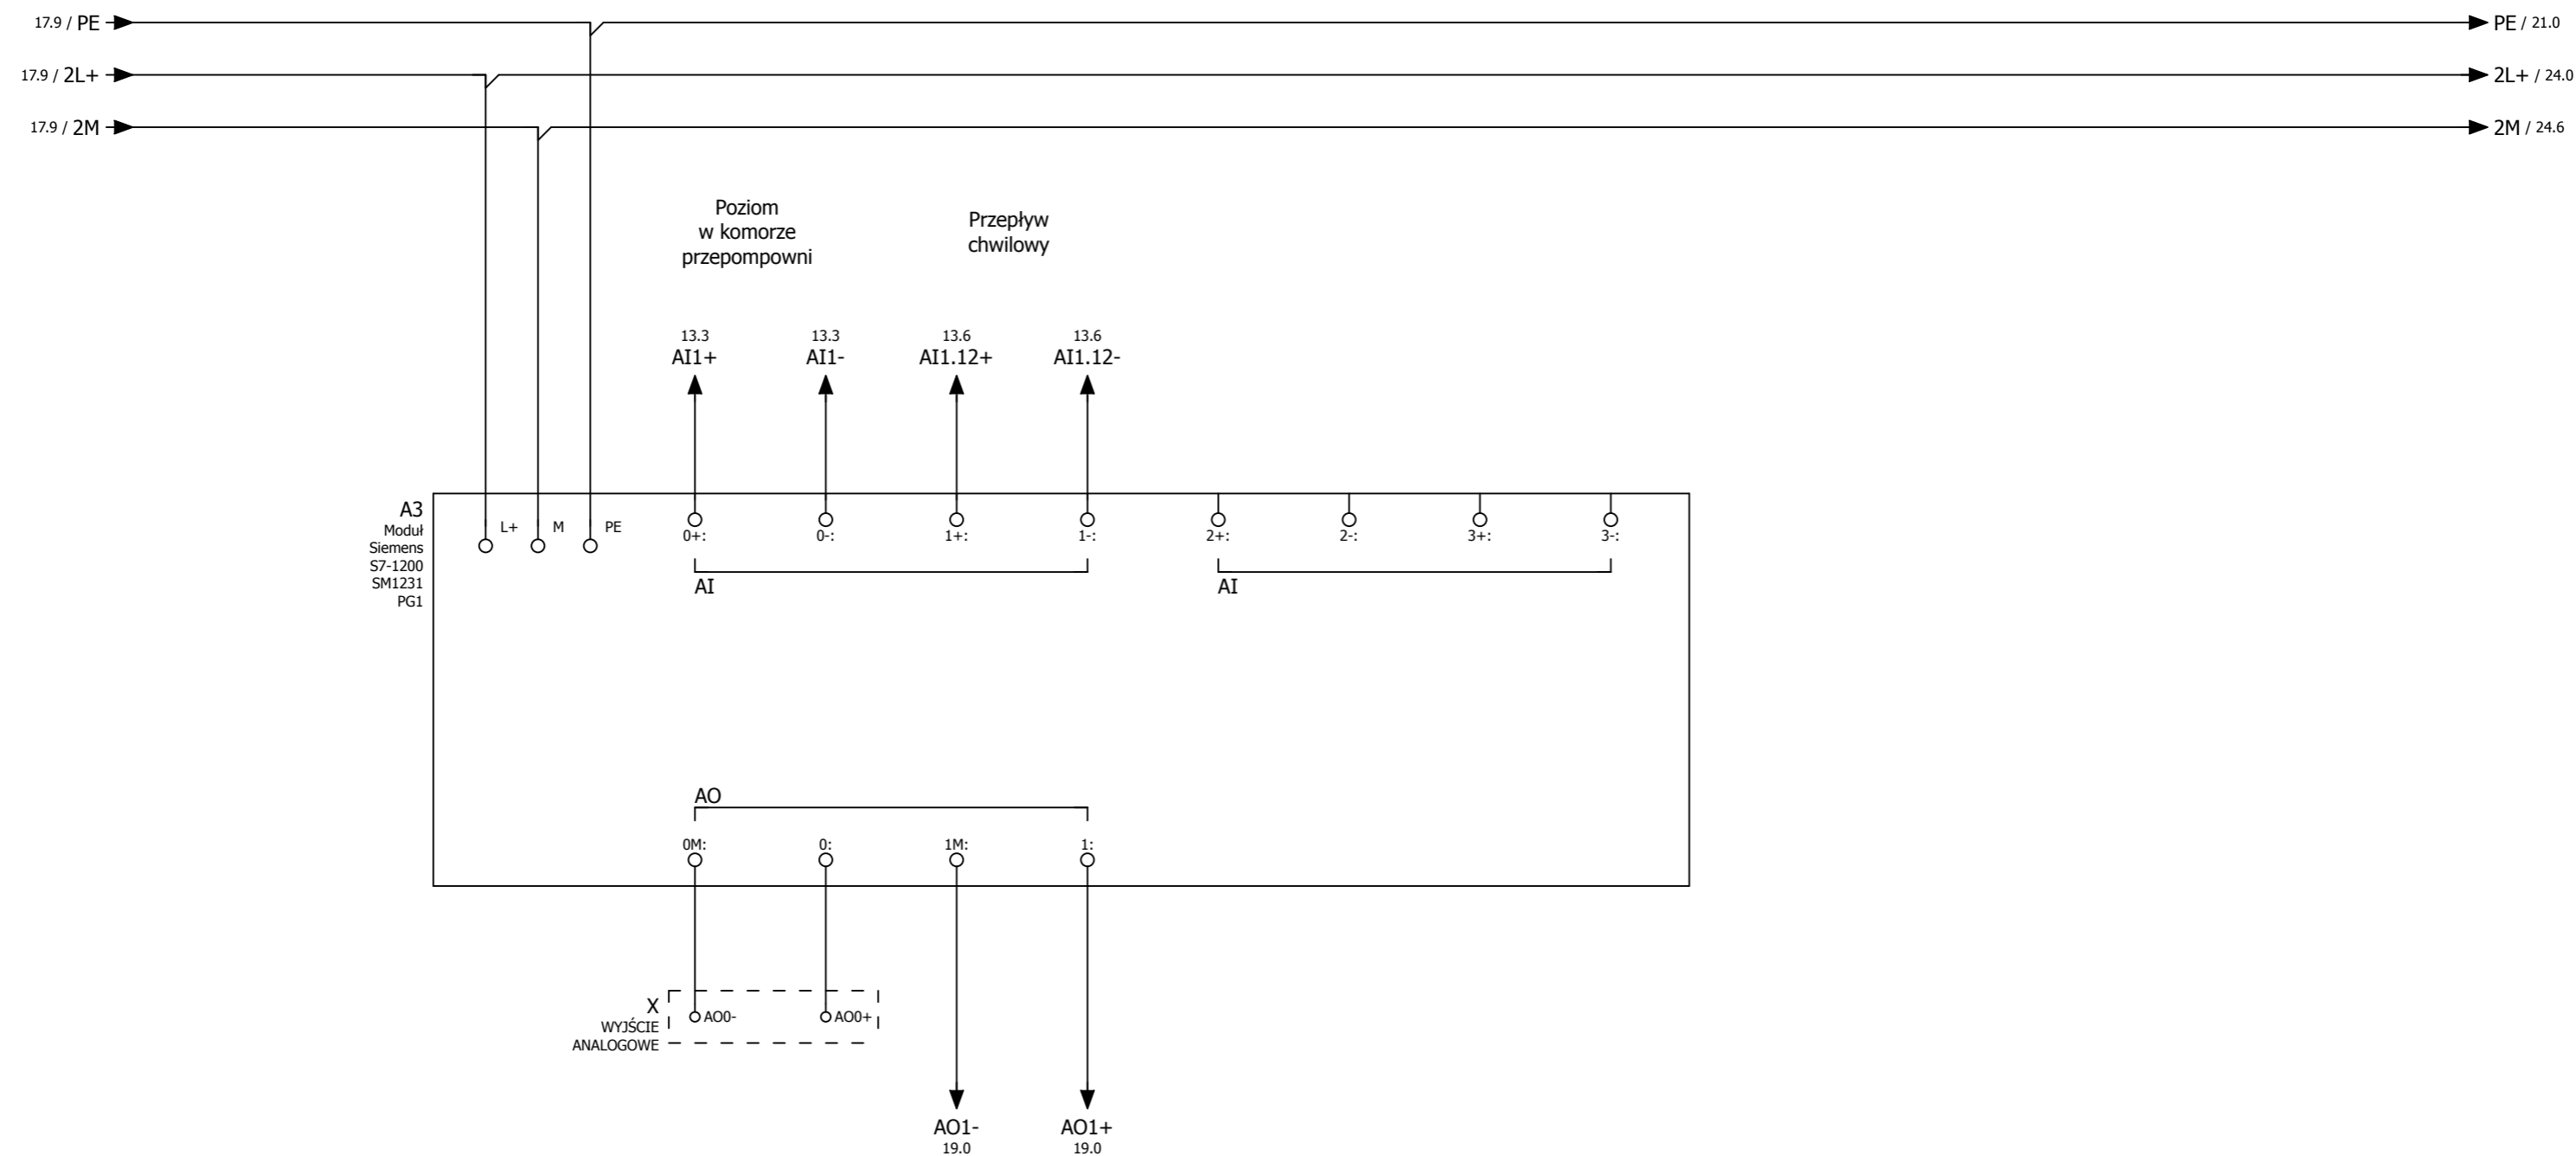 17.9 / PE
PE / 21.0
17.9 / 2L+
2L+ / 24.0
17.9 / 2M
2M / 24.6
Poziom
w komorze
przepompowni
Przepływ
chwilowy
13.3
AI1+
13.3
AI1-
13.6
AI1.12+
13.6
AI1.12-
A3
Moduł
Siemens
S7-1200
SM1231
PG1
L+
M
PE
0+:
0-:
1+:
1-:
2+:
2-:
3+:
3-:
AI
AI
AO
0M:
0:
1M:
1:
X
WYJŚCIE
ANALOGOWE
AO0-
AO0+
AO1-
19.0
AO1+
19.0